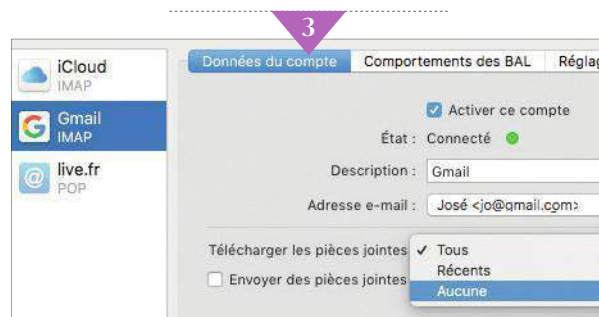 3
iCloud
IMAP
Gmail
IMAP
live.fr
POP
Données du compte Comportements des BAL Réglag
Activer ce compte
État : Connecté
Description : Gmail
Adresse e-mail : José <jo@gmail.com>
Télécharger les pièces jointes ✓ Tous
Récents
Envoyer des pièces jointes Aucune